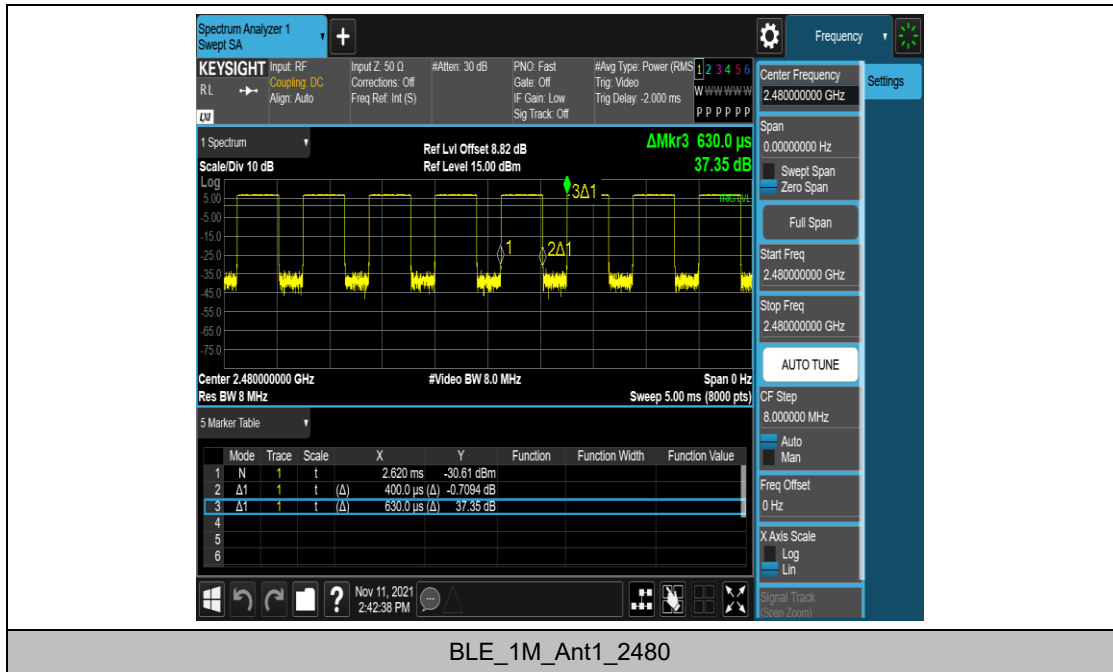 Spectrum Analyzer 1
Swept SA
+
Frequency
KEYSIGHT
RL
LXI
Input: RF
Coupling: DC
Align: Auto
Input Z: 50 Ω
Corrections: Off
Freq Ref: Int (S)
#Atten: 30 dB
PNO: Fast
Gate: Off
IF Gain: Low
Sig Track: Off
#Avg Type: Power (RMS
Trig: Video
Trig Delay: -2.000 ms
1 2 3 4 5 6
W W W W W W
P P P P P P
Center Frequency
2.480000000 GHz
Settings
1 Spectrum
Scale/Div 10 dB
Ref Lvl Offset 8.82 dB
Ref Level 15.00 dBm
ΔMkr3 630.0 µs
37.35 dB
Log
5.00
-5.00
-15.0
-25.0
-35.0
-45.0
-55.0
-65.0
-75.0
3Δ1
TRIG LVL
1
2Δ1
Center 2.480000000 GHz
Res BW 8 MHz
#Video BW 8.0 MHz
Span 0 Hz
Sweep 5.00 ms (8000 pts)
Span
0.00000000 Hz
Swept Span
Zero Span
Full Span
Start Freq
2.480000000 GHz
Stop Freq
2.480000000 GHz
AUTO TUNE
CF Step
8.000000 MHz
Auto
Man
Freq Offset
0 Hz
X Axis Scale
Log
Lin
Signal Track
(Span Zoom)
5 Marker Table
Mode Trace Scale X Y Function Function Width Function Value
1 N 1 t 2.620 ms -30.61 dBm
2 Δ1 1 t (Δ) 400.0 µs (Δ) -0.7094 dB
3 Δ1 1 t (Δ) 630.0 µs (Δ) 37.35 dB
4
5
6
?
Nov 11, 2021
2:42:38 PM
BLE_1M_Ant1_2480